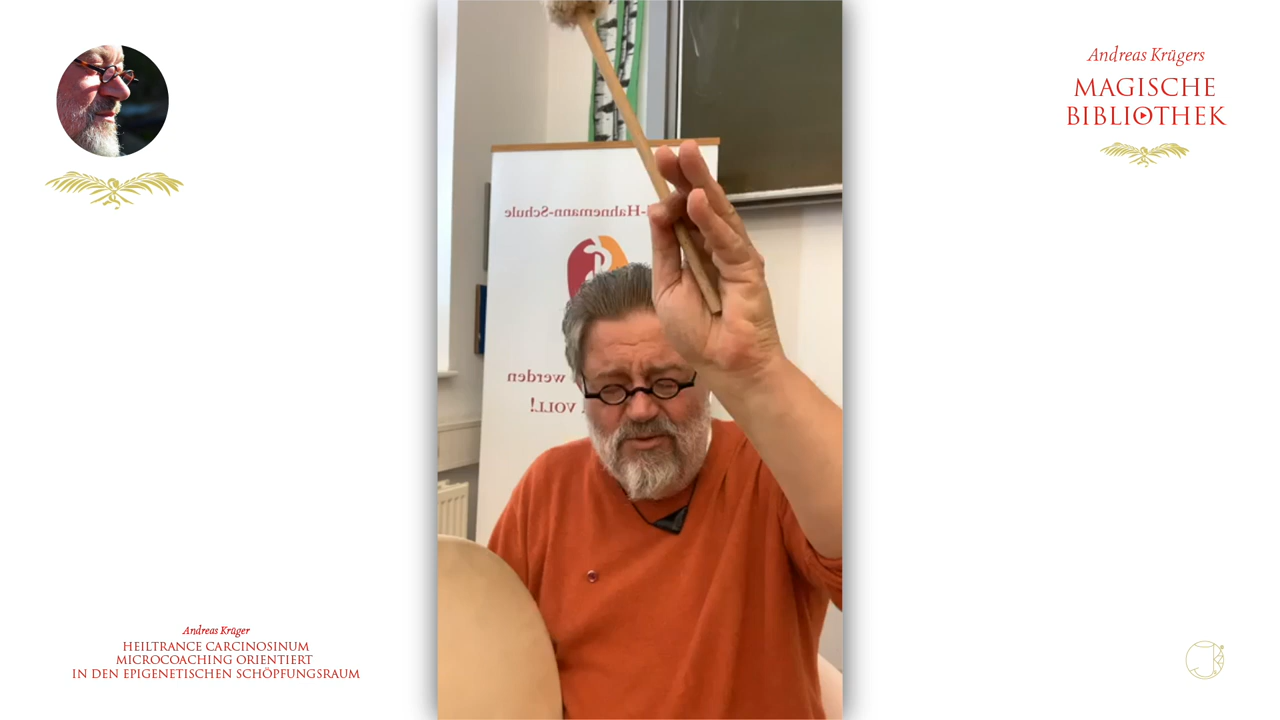 Andreas Krügers
MAGISCHE
BIBLIOTHEK
-Hahnemann-Schule
werden
VOLL!
Andreas Krüger
HEILTRANCE CARCINOSINUM
MICROCOACHING ORIENTIERT
IN DEN EPIGENETISCHEN SCHÖPFUNGSRAUM